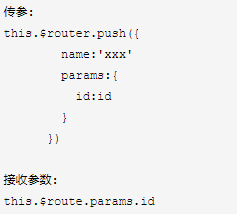 传参:
this.$router.push({
name:'xxx'
params:{
id:id
}
})
接收参数:
this.$route.params.id